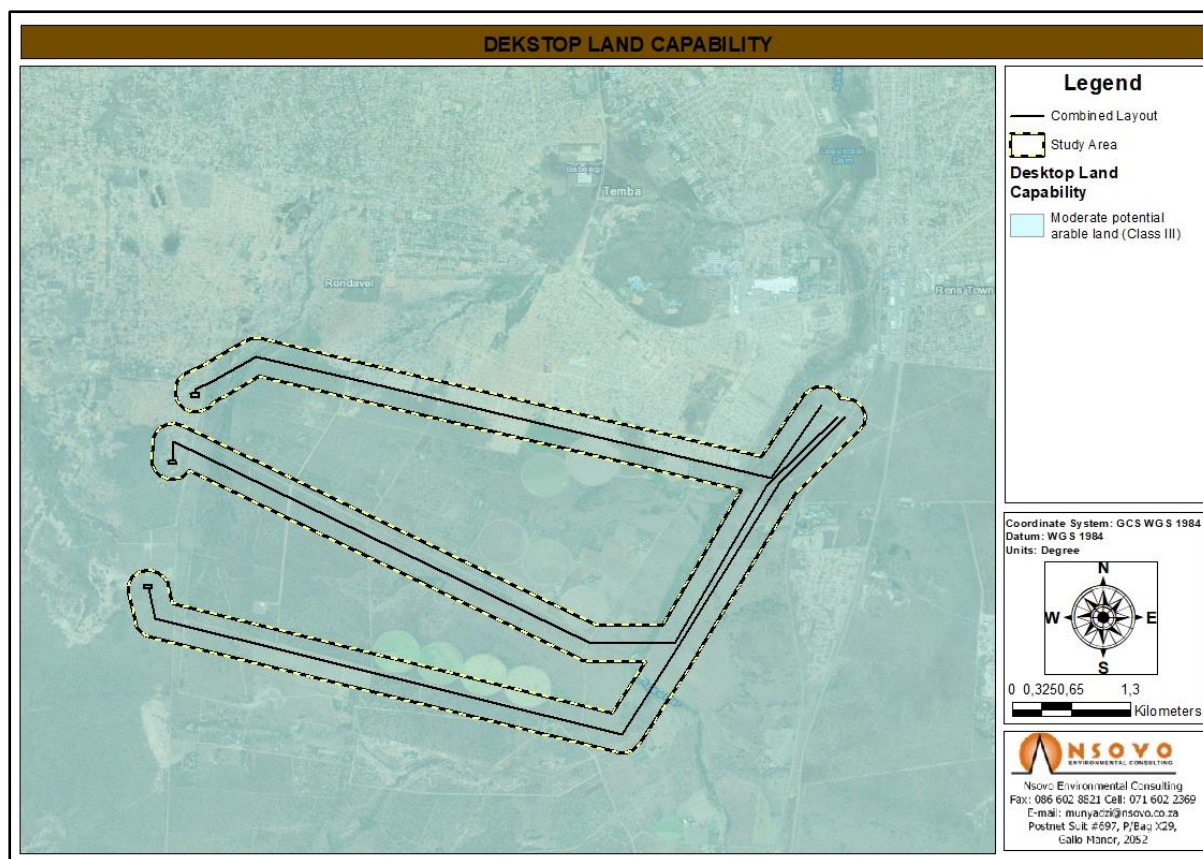 DEKSTOP LAND CAPABILITY
Babelegi
Temba
Rondavel
Rens Town
Legend
Combined Layout
Study Area
Desktop Land
Capability
Moderate potential
arable land (Class III)
Coordinate System: GCS WGS 1984
Datum: WGS 1984
Units: Degree
N
W
E
S
0 0,3250,65 1,3
Kilometers
NSOVO
ENVIRONMENTAL CONSULTING
Nsovo Environmental Consulting
Fax: 086 602 8821 Cell: 071 602 2369
E-mail: munyadzi@nsovo.co.za
Postnet Suit #697, P/Bag X29,
Gallo Manor, 2052